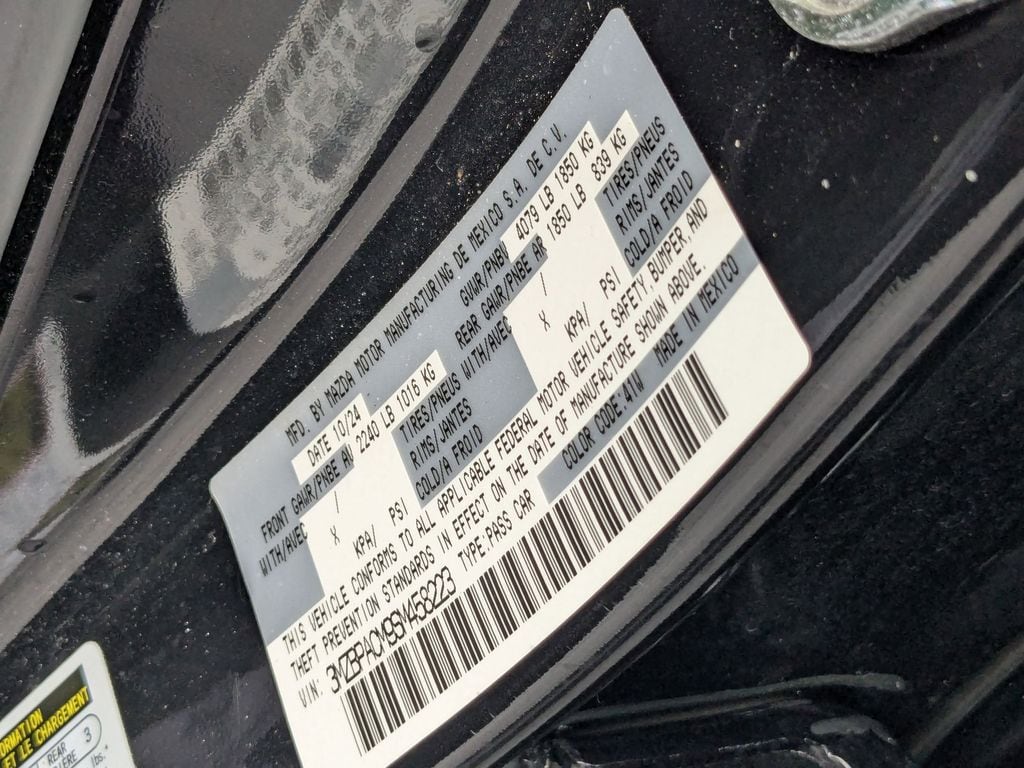 MFD. BY MAZDA MOTOR MANUFACTURING DE MEXICO S.A. DE C.V.
DATE 10/24 GVWR/PNBV 4079 LB 1850 KG
FRONT GAWR/PNBE AV 2240 LB 1016 KG REAR GAWR/PNBE AR 1850 LB 839 KG
WITH/AVEC / TIRES/PNEUS WITH/AVEC / TIRES/PNEUS
X RIMS/JANTES X RIMS/JANTES
KPA/ PSI COLD/A FROID KPA/ PSI COLD/A FROID
THIS VEHICLE CONFORMS TO ALL APPLICABLE FEDERAL MOTOR VEHICLE SAFETY, BUMPER, AND
THEFT PREVENTION STANDARDS IN EFFECT ON THE DATE OF MANUFACTURE SHOWN ABOVE.
VIN: 3MZBPACM9SM458223 TYPE: PASS CAR COLOR CODE: 41W MADE IN MEXICO
ET LE CHARGEMENT
REAR 3
lbs.